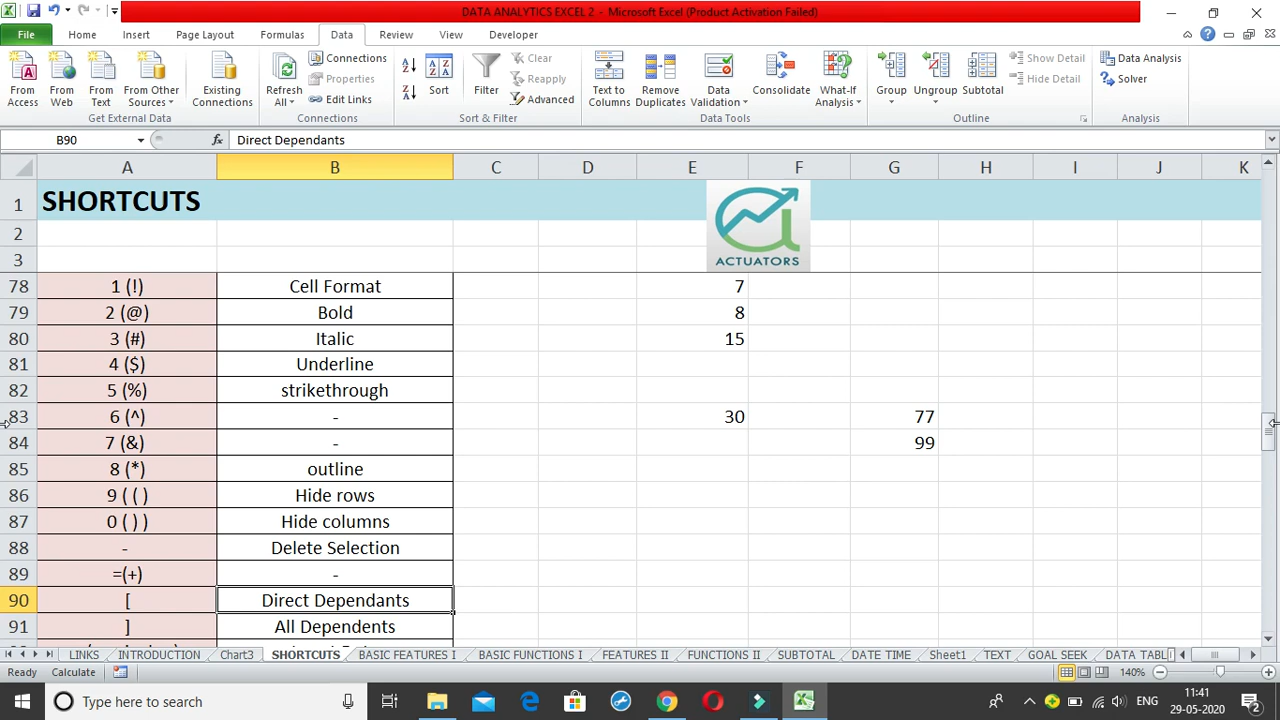 DATA ANALYTICS EXCEL 2 - Microsoft Excel (Product Activation Failed)
File Home Insert Page Layout Formulas Data Review View Developer
From Access
From Web
From Text
From Other Sources
Existing Connections
Get External Data
Refresh All
Connections
Properties
Edit Links
Connections
Sort
Filter
Clear
Reapply
Advanced
Sort & Filter
Text to Columns
Remove Duplicates
Data Validation
Consolidate
What-If Analysis
Data Tools
Group
Ungroup
Subtotal
Show Detail
Hide Detail
Outline
Data Analysis
Solver
Analysis
B90 fx Direct Dependants
A B C D E F G H I J K
1 SHORTCUTS
ACTUATORS
2
3
78 1 (!) Cell Format 7
79 2 (@) Bold 8
80 3 (#) Italic 15
81 4 ($) Underline
82 5 (%) strikethrough
83 6 (^) - 30 77
84 7 (&) - 99
85 8 (*) outline
86 9 ( ( ) Hide rows
87 0 ( ) ) Hide columns
88 - Delete Selection
89 =(+) -
90 [ Direct Dependants
91 ] All Dependents
LINKS INTRODUCTION Chart3 SHORTCUTS BASIC FEATURES I BASIC FUNCTIONS I FEATURES II FUNCTIONS II SUBTOTAL DATE TIME Sheet1 TEXT GOAL SEEK DATA TABL
Ready Calculate 140%
Type here to search
ENG
11:41
29-05-2020
2